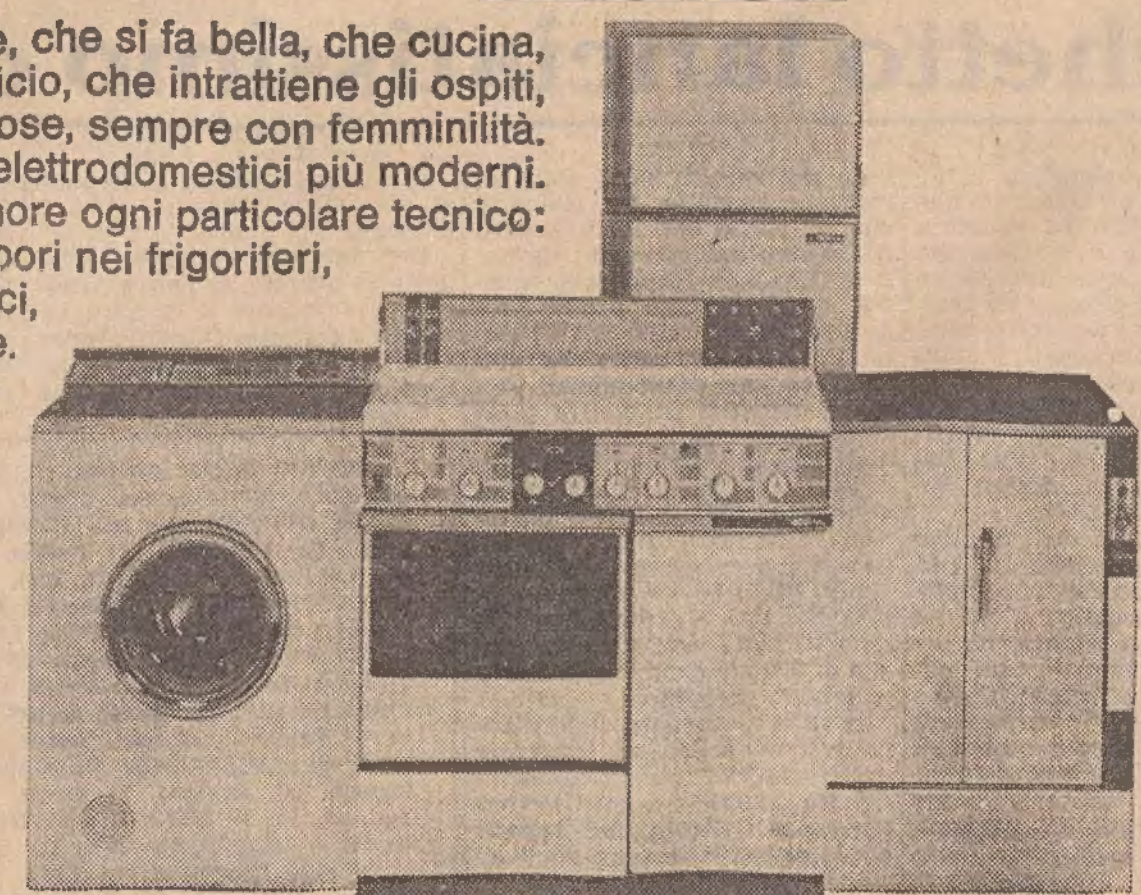 e, che si fa bella, che cucina,
icio, che intrattiene gli ospiti,
ose, sempre con femminilità.
elettrodomestici più moderni.
nore ogni particolare tecnico:
pori nei frigoriferi,
ci,
e.